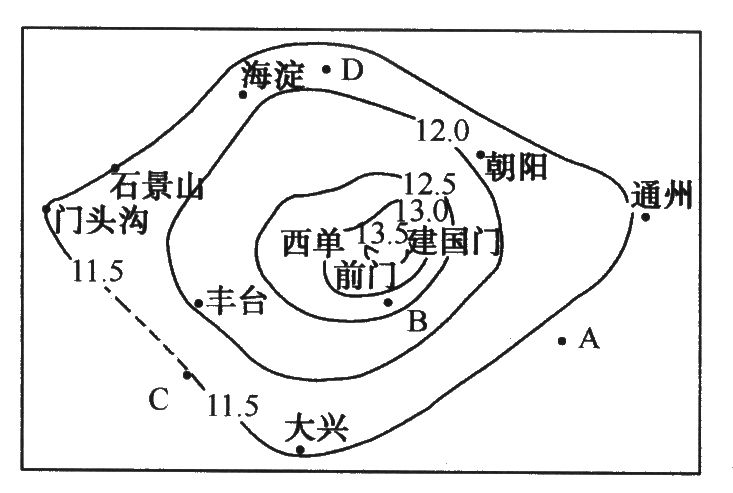 海淀
D
12.0
朝阳
石景山
12.5
通州
门头沟
13.0
西单
13.5
建国门
11.5
前门
丰台
B
A
C
11.5
大兴